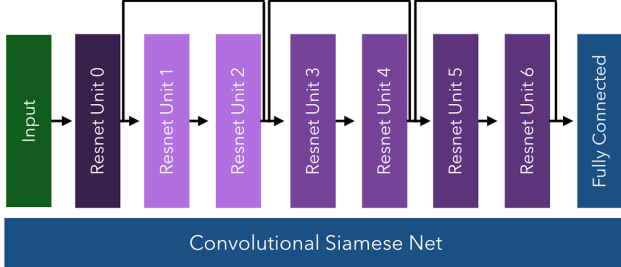 Input
Resnet Unit 0
Resnet Unit 1
Resnet Unit 2
Resnet Unit 3
Resnet Unit 4
Resnet Unit 5
Resnet Unit 6
Fully Connected
Convolutional Siamese Net